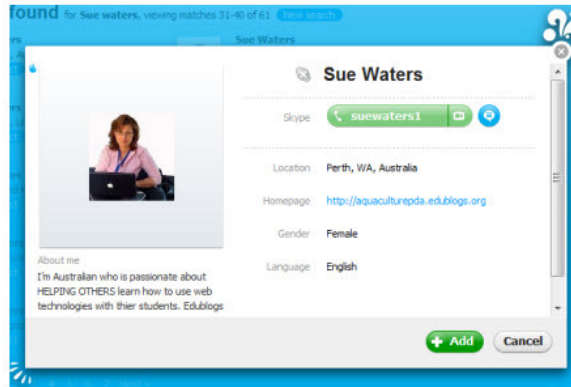 found for Sue waters, viewing matches 31-40 of 61 New search
Sue Waters
Sue Waters
Skype suewaters1
Location Perth, WA, Australia
Homepage http://aquaculturepda.edublogs.org
Gender Female
Language English
About me
I'm Australian who is passionate about
HELPING OTHERS learn how to use web
technologies with thier students. Edublogs
Add Cancel